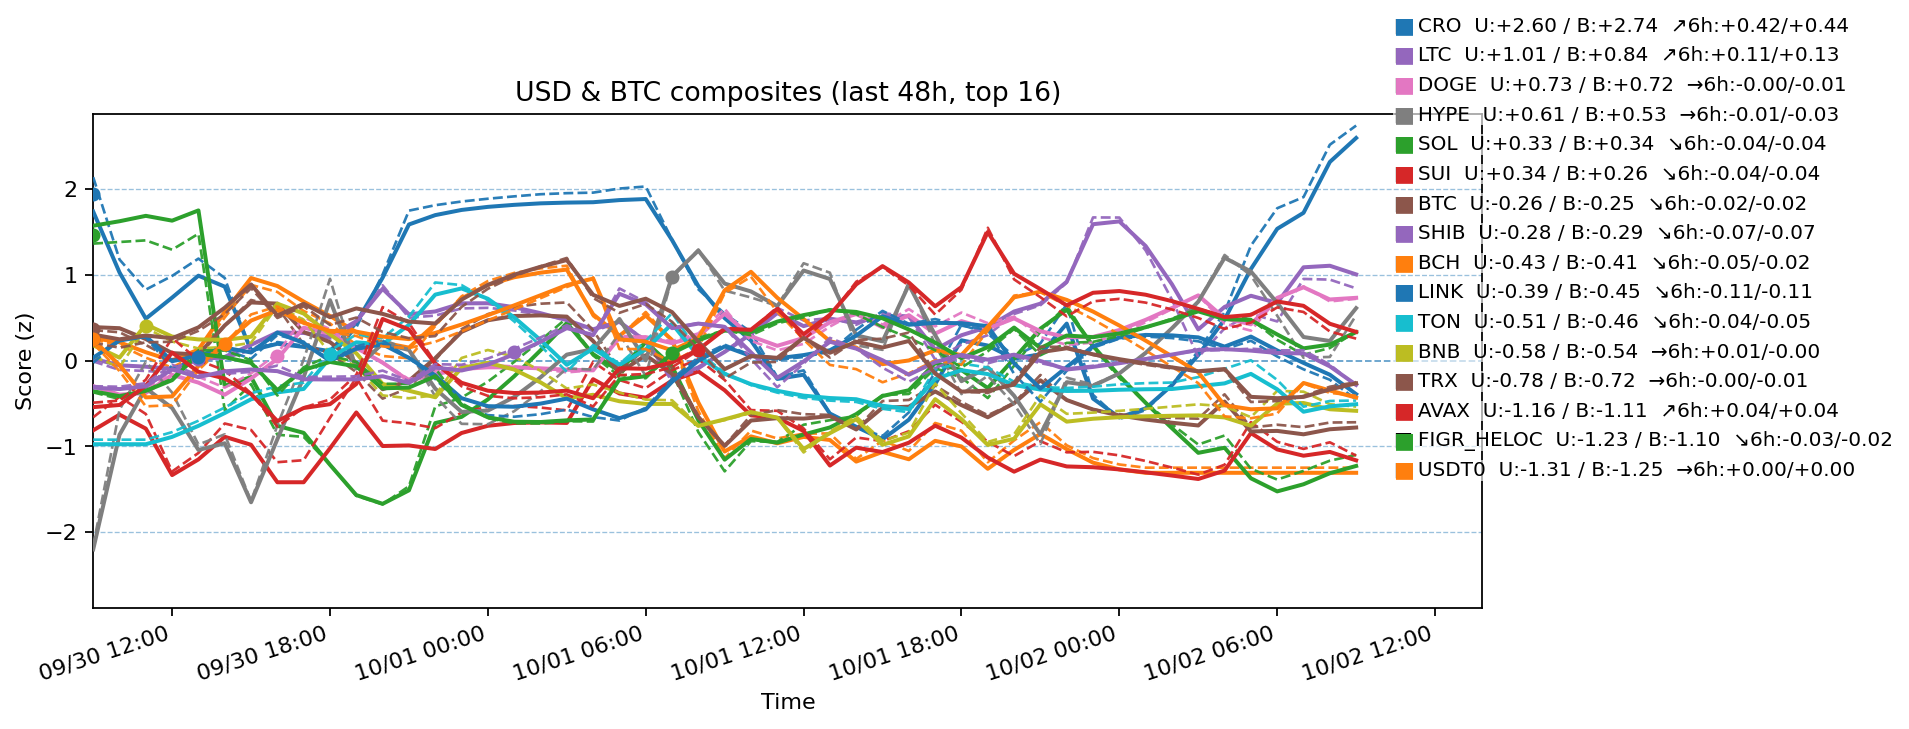 CRO U:+2.60 / B:+2.74 ↗6h:+0.42/+0.44
LTC U:+1.01 / B:+0.84 ↗6h:+0.11/+0.13
DOGE U:+0.73 / B:+0.72 →6h:-0.00/-0.01
HYPE U:+0.61 / B:+0.53 →6h:-0.01/-0.03
SOL U:+0.33 / B:+0.34 ↘6h:-0.04/-0.04
SUI U:+0.34 / B:+0.26 ↘6h:-0.04/-0.04
BTC U:-0.26 / B:-0.25 ↘6h:-0.02/-0.02
SHIB U:-0.28 / B:-0.29 ↘6h:-0.07/-0.07
BCH U:-0.43 / B:-0.41 ↘6h:-0.05/-0.02
LINK U:-0.39 / B:-0.45 ↘6h:-0.11/-0.11
TON U:-0.51 / B:-0.46 ↘6h:-0.04/-0.05
BNB U:-0.58 / B:-0.54 →6h:+0.01/-0.00
TRX U:-0.78 / B:-0.72 →6h:-0.00/-0.01
AVAX U:-1.16 / B:-1.11 ↗6h:+0.04/+0.04
FIGR_HELOC U:-1.23 / B:-1.10 ↘6h:-0.03/-0.02
USDT0 U:-1.31 / B:-1.25 →6h:+0.00/+0.00
USD & BTC composites (last 48h, top 16)
Score (z)
2
1
0
−1
−2
09/30 12:00
09/30 18:00
10/01 00:00
10/01 06:00
10/01 12:00
10/01 18:00
10/02 00:00
10/02 06:00
10/02 12:00
Time